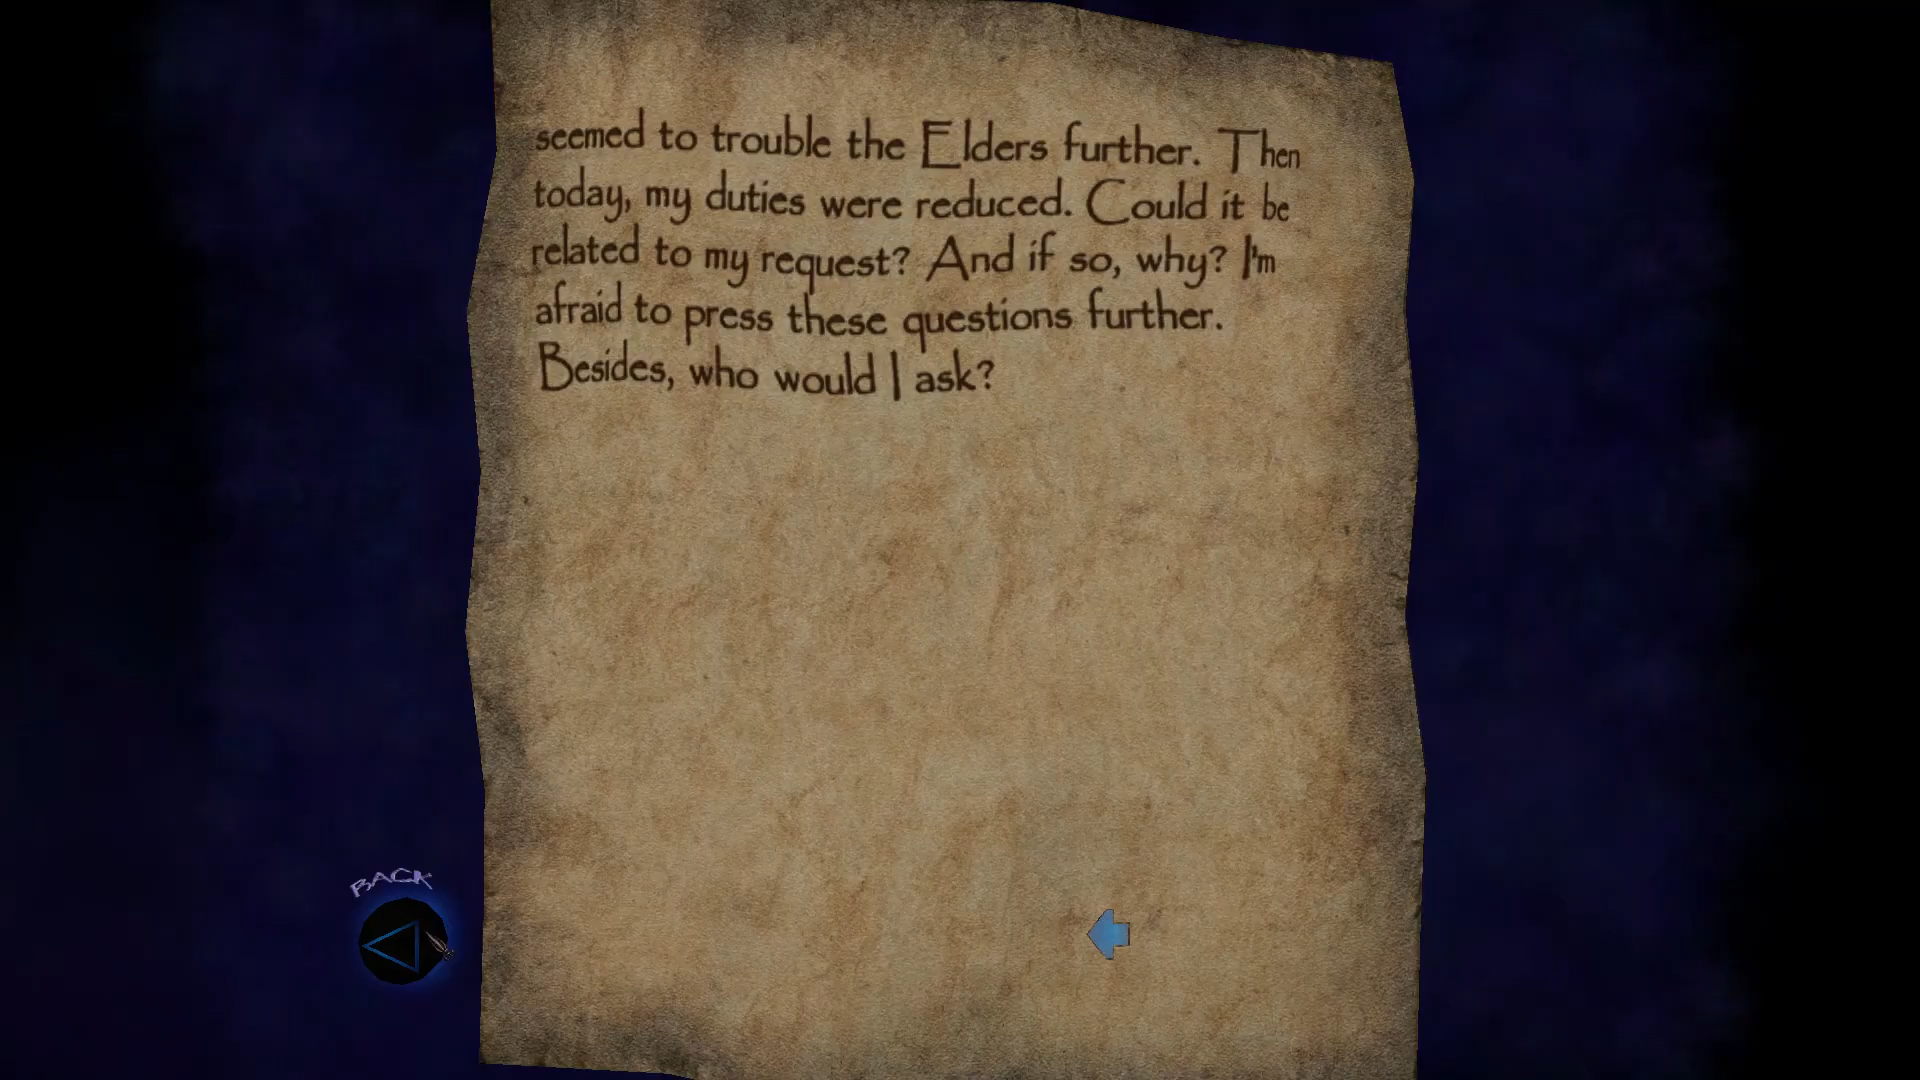 seemed to trouble the Elders further. Then
today, my duties were reduced. Could it be
related to my request? And if so, why? I'm
afraid to press these questions further.
Besides, who would I ask?
BACK